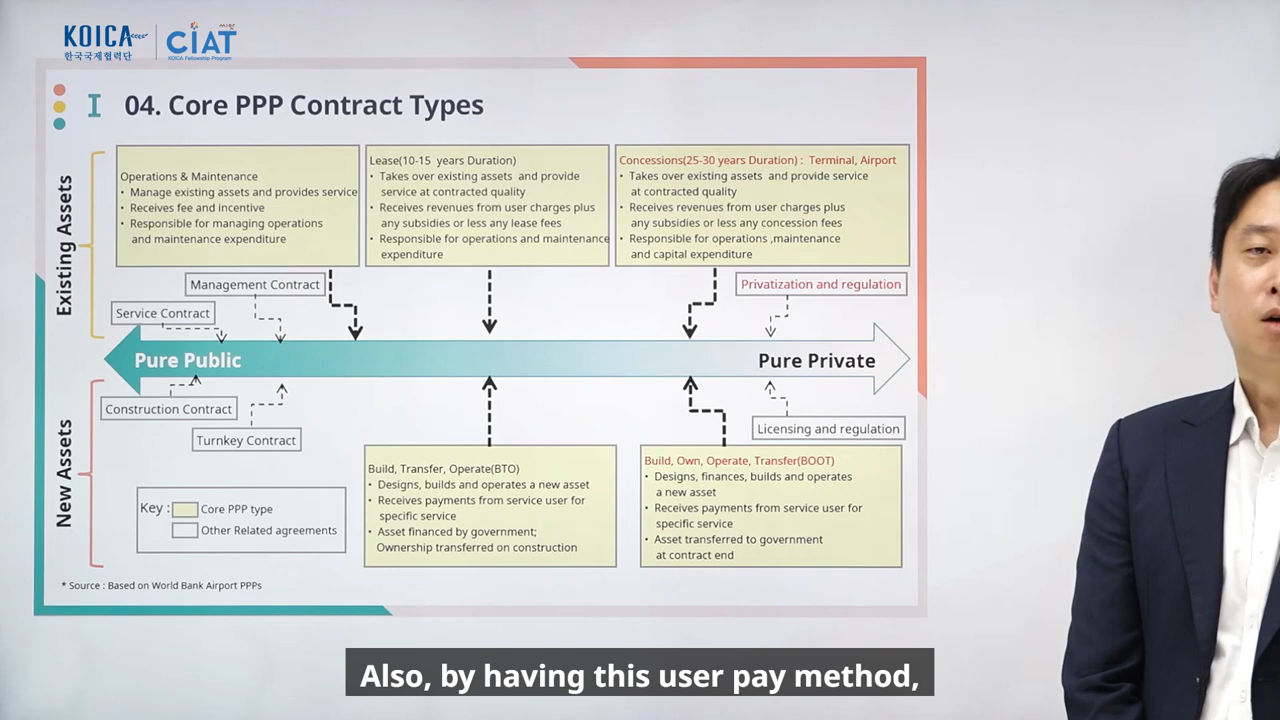 KOICA
한국국제협력단
CIAT
KOICA Fellowship Program
I 04. Core PPP Contract Types
Existing Assets
Operations & Maintenance
• Manage existing assets and provides service
• Receives fee and incentive
• Responsible for managing operations
and maintenance expenditure
Lease(10-15 years Duration)
• Takes over existing assets and provide
service at contracted quality
• Receives revenues from user charges plus
any subsidies or less any lease fees
• Responsible for operations and maintenance
expenditure
Concessions(25-30 years Duration) : Terminal, Airport
• Takes over existing assets and provide service
at contracted quality
• Receives revenues from user charges plus
any subsidies or less any concession fees
• Responsible for operations ,maintenance
and capital expenditure
Management Contract
Privatization and regulation
Service Contract
Pure Public
Pure Private
New Assets
Construction Contract
Turnkey Contract
Licensing and regulation
Build, Transfer, Operate(BTO)
• Designs, builds and operates a new asset
• Receives payments from service user for
specific service
• Asset financed by government;
Ownership transferred on construction
Build, Own, Operate, Transfer(BOOT)
• Designs, finances, builds and operates
a new asset
• Receives payments from service user for
specific service
• Asset transferred to government
at contract end
Key :
Core PPP type
Other Related agreements
* Source : Based on World Bank Airport PPPs
Also, by having this user pay method,